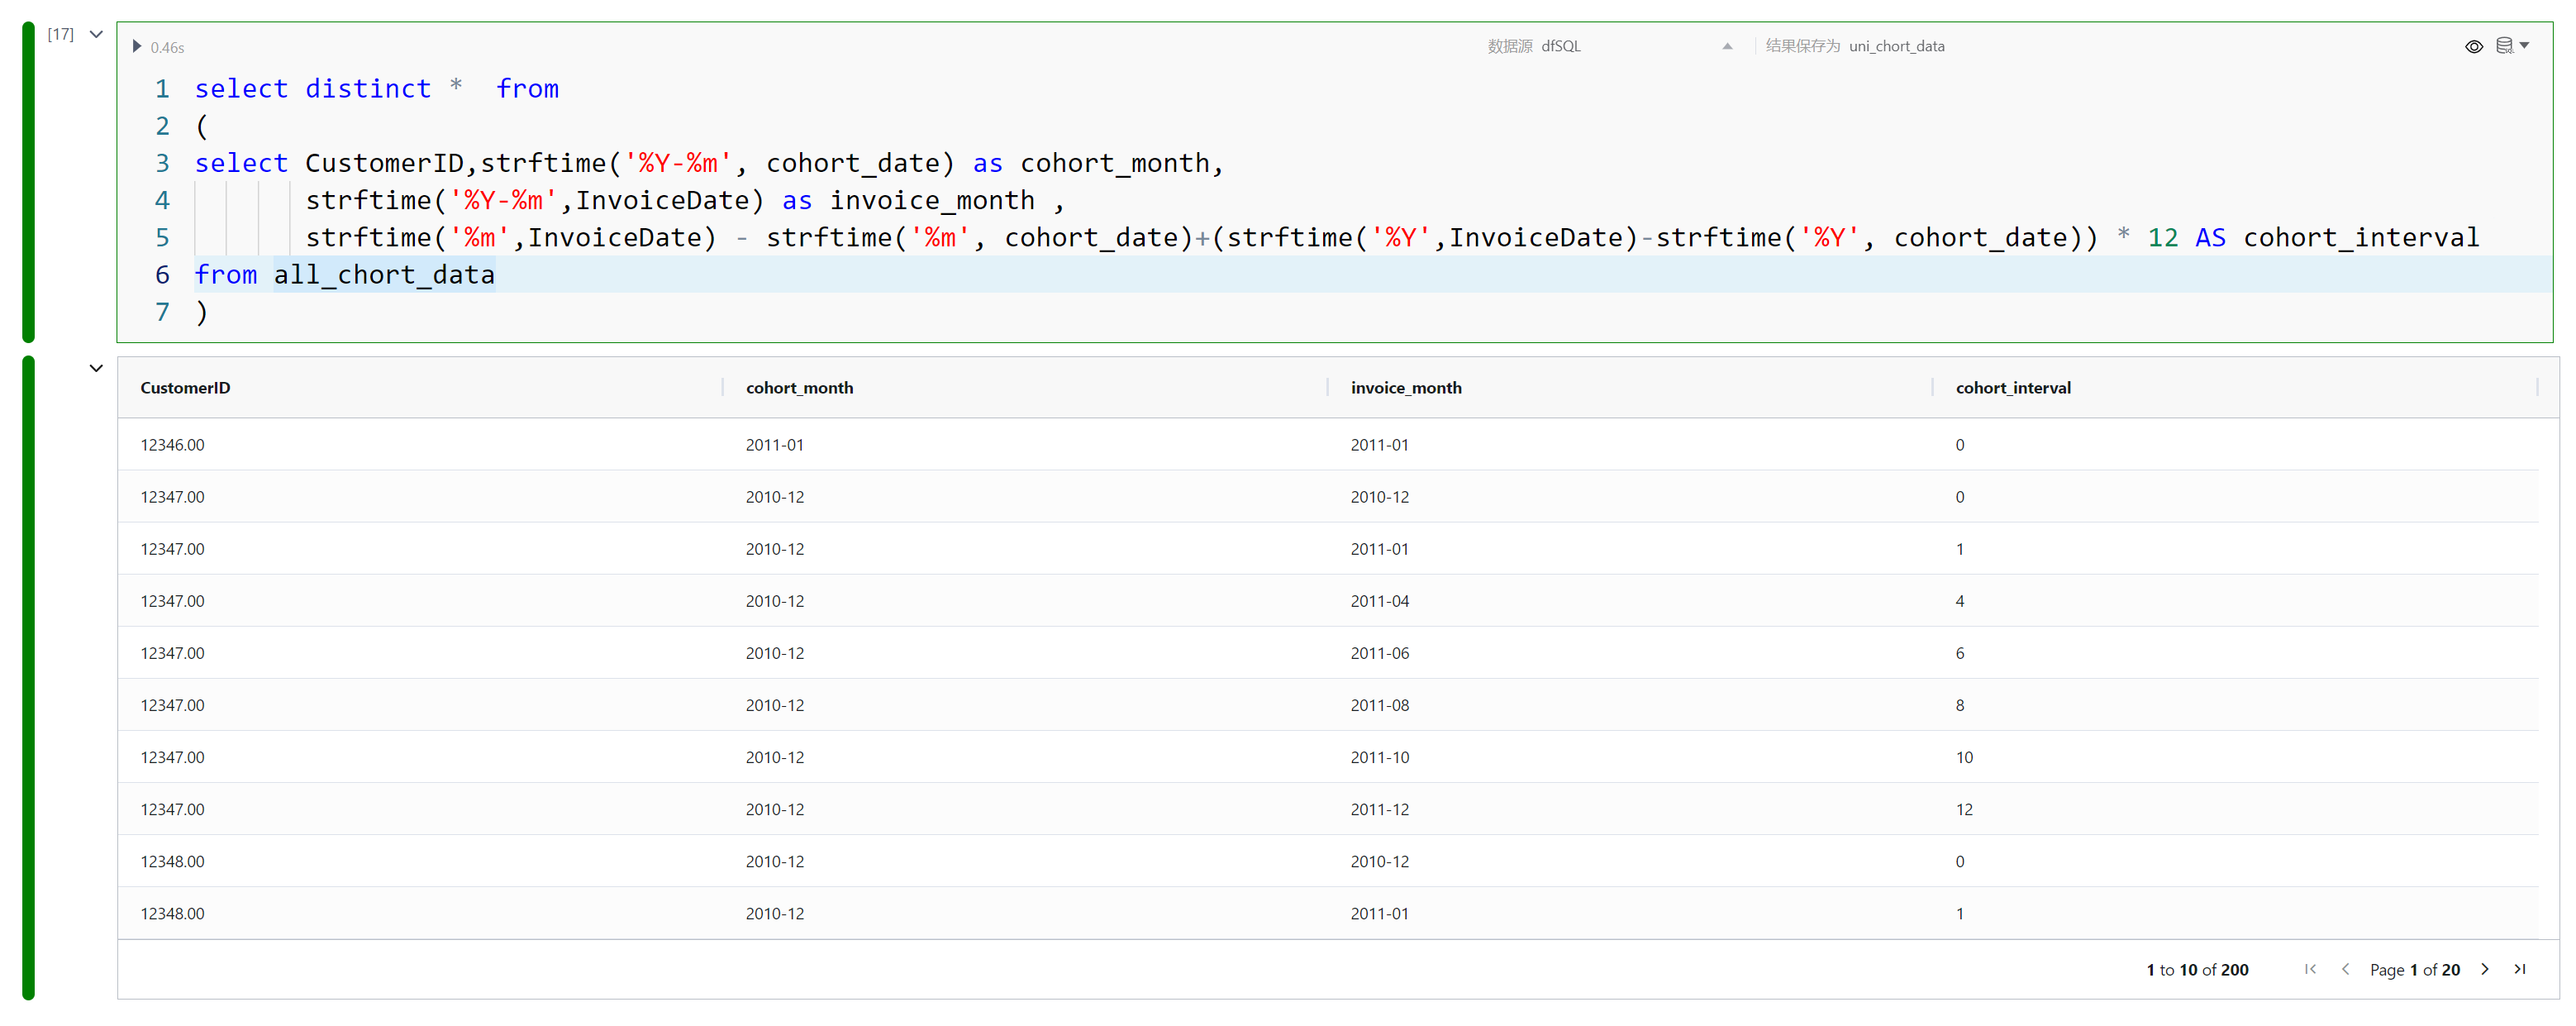 [17]
0.46s 数据源 dfSQL 结果保存为 uni_chort_data
1 select distinct *  from
2 (
3 select CustomerID,strftime('%Y-%m', cohort_date) as cohort_month,
4        strftime('%Y-%m',InvoiceDate) as invoice_month ,
5        strftime('%m',InvoiceDate) - strftime('%m', cohort_date)+(strftime('%Y',InvoiceDate)-strftime('%Y', cohort_date)) * 12 AS cohort_interval
6 from all_chort_data
7 )
CustomerID cohort_month invoice_month cohort_interval
12346.00 2011-01 2011-01 0
12347.00 2010-12 2010-12 0
12347.00 2010-12 2011-01 1
12347.00 2010-12 2011-04 4
12347.00 2010-12 2011-06 6
12347.00 2010-12 2011-08 8
12347.00 2010-12 2011-10 10
12347.00 2010-12 2011-12 12
12348.00 2010-12 2010-12 0
12348.00 2010-12 2011-01 1
1 to 10 of 200 Page 1 of 20